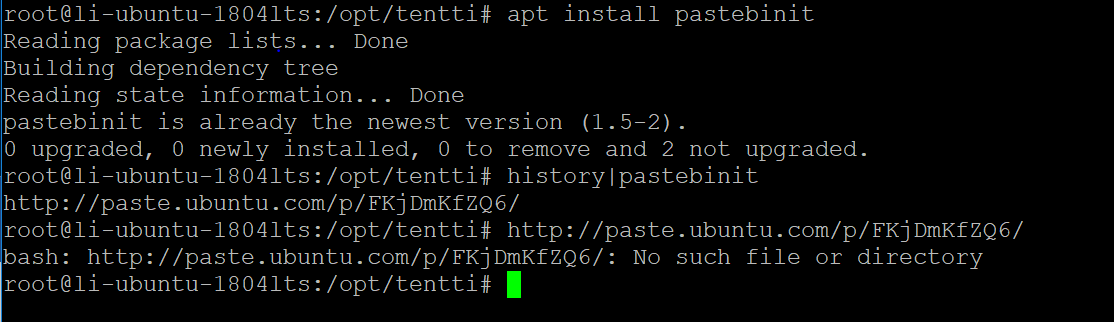 root@li-ubuntu-1804lts:/opt/tentti# apt install pastebinit
Reading package lists... Done
Building dependency tree
Reading state information... Done
pastebinit is already the newest version (1.5-2).
0 upgraded, 0 newly installed, 0 to remove and 2 not upgraded.
root@li-ubuntu-1804lts:/opt/tentti# history|pastebinit
http://paste.ubuntu.com/p/FKjDmKfZQ6/
root@li-ubuntu-1804lts:/opt/tentti# http://paste.ubuntu.com/p/FKjDmKfZQ6/
bash: http://paste.ubuntu.com/p/FKjDmKfZQ6/: No such file or directory
root@li-ubuntu-1804lts:/opt/tentti#